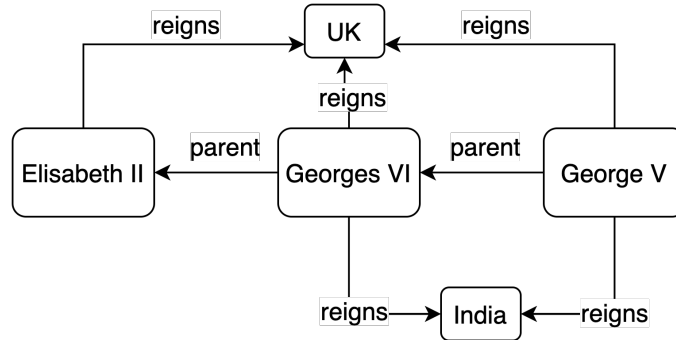 reigns
UK
reigns
reigns
Elisabeth II
parent
Georges VI
parent
George V
reigns
India
reigns